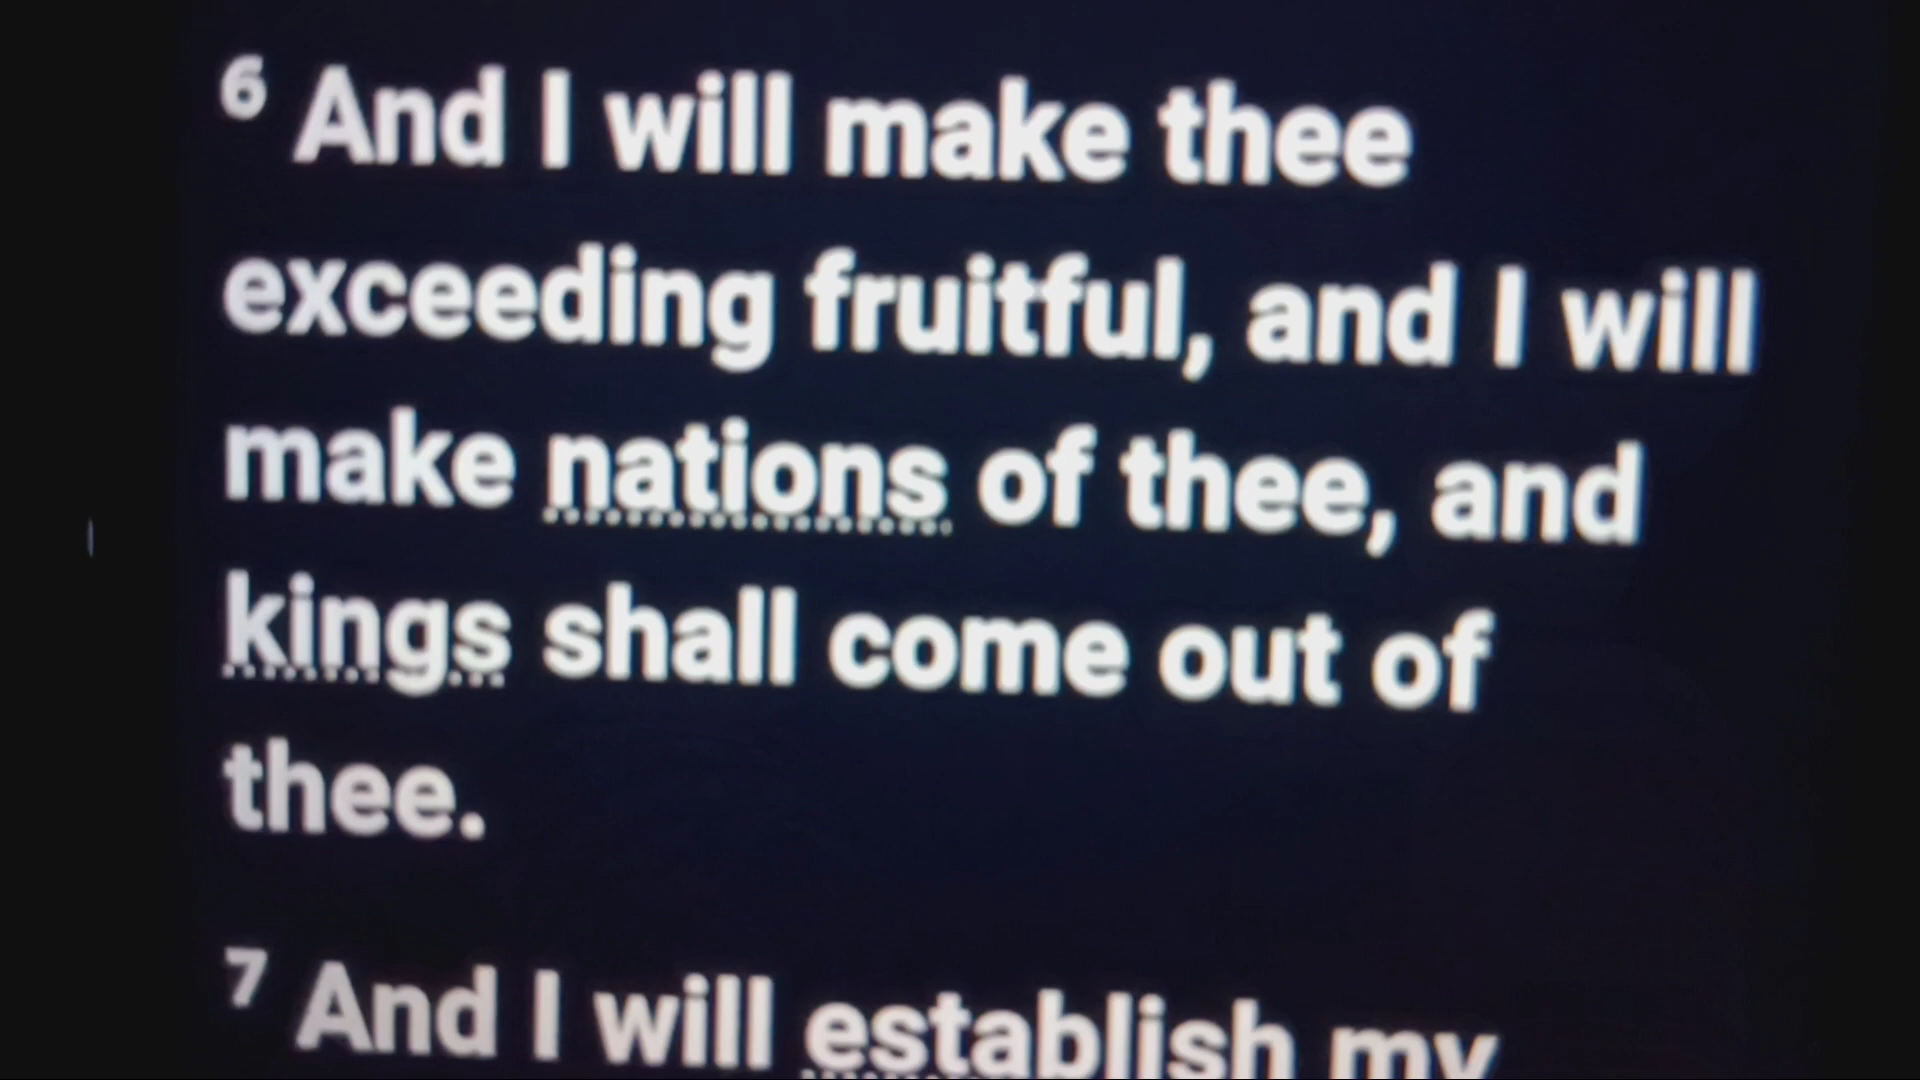 6 And I will make thee
exceeding fruitful, and I will
make nations of thee, and
kings shall come out of
thee.
7 And I will establish my